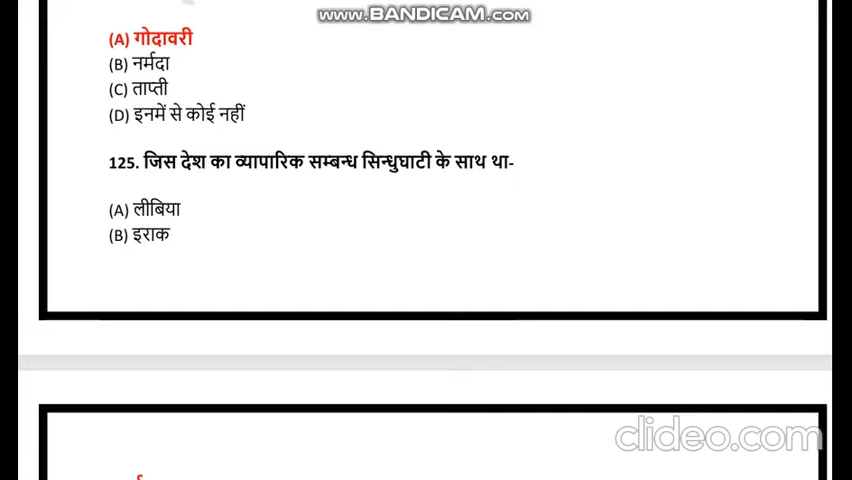 www.BANDICAM.com
(A) गोदावरी
(B) नर्मदा
(C) ताप्ती
(D) इनमें से कोई नहीं
125. जिस देश का व्यापारिक सम्बन्ध सिन्धुघाटी के साथ था-
(A) लीबिया
(B) इराक
clideo.com